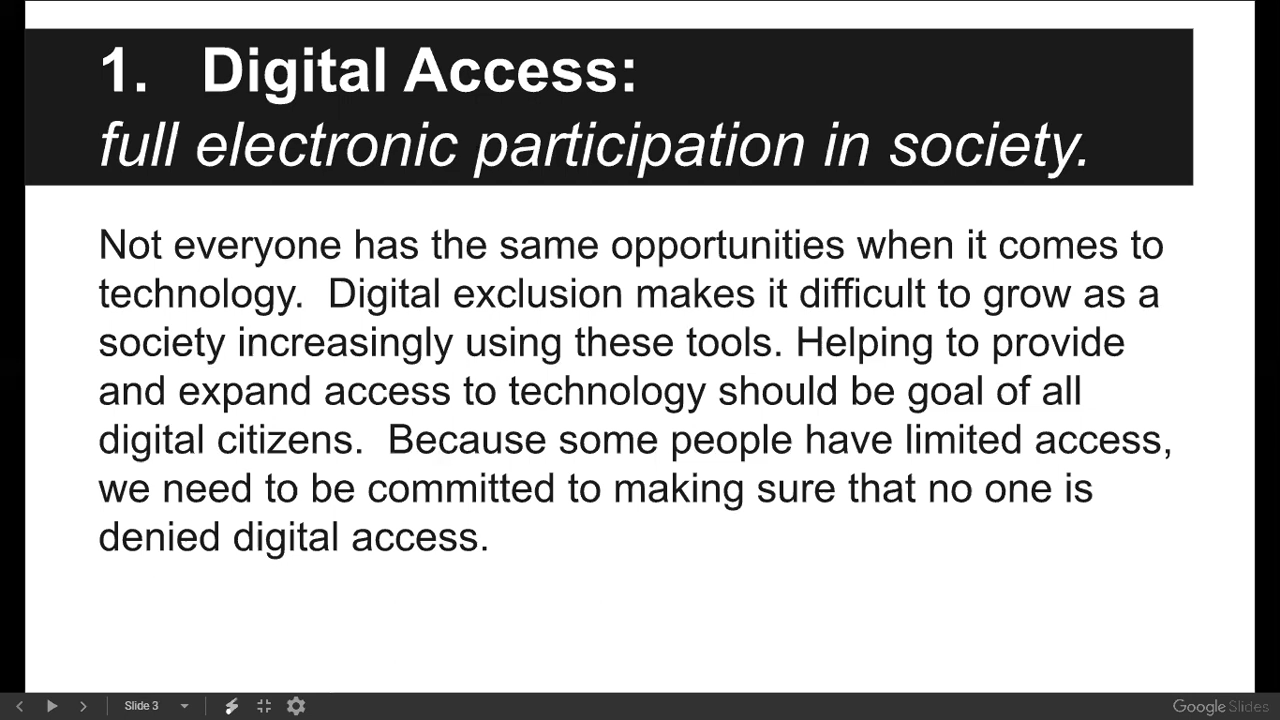 1. Digital Access:
full electronic participation in society.
Not everyone has the same opportunities when it comes to
technology.  Digital exclusion makes it difficult to grow as a
society increasingly using these tools. Helping to provide
and expand access to technology should be goal of all
digital citizens.  Because some people have limited access,
we need to be committed to making sure that no one is
denied digital access.
Slide 3
Google Slides